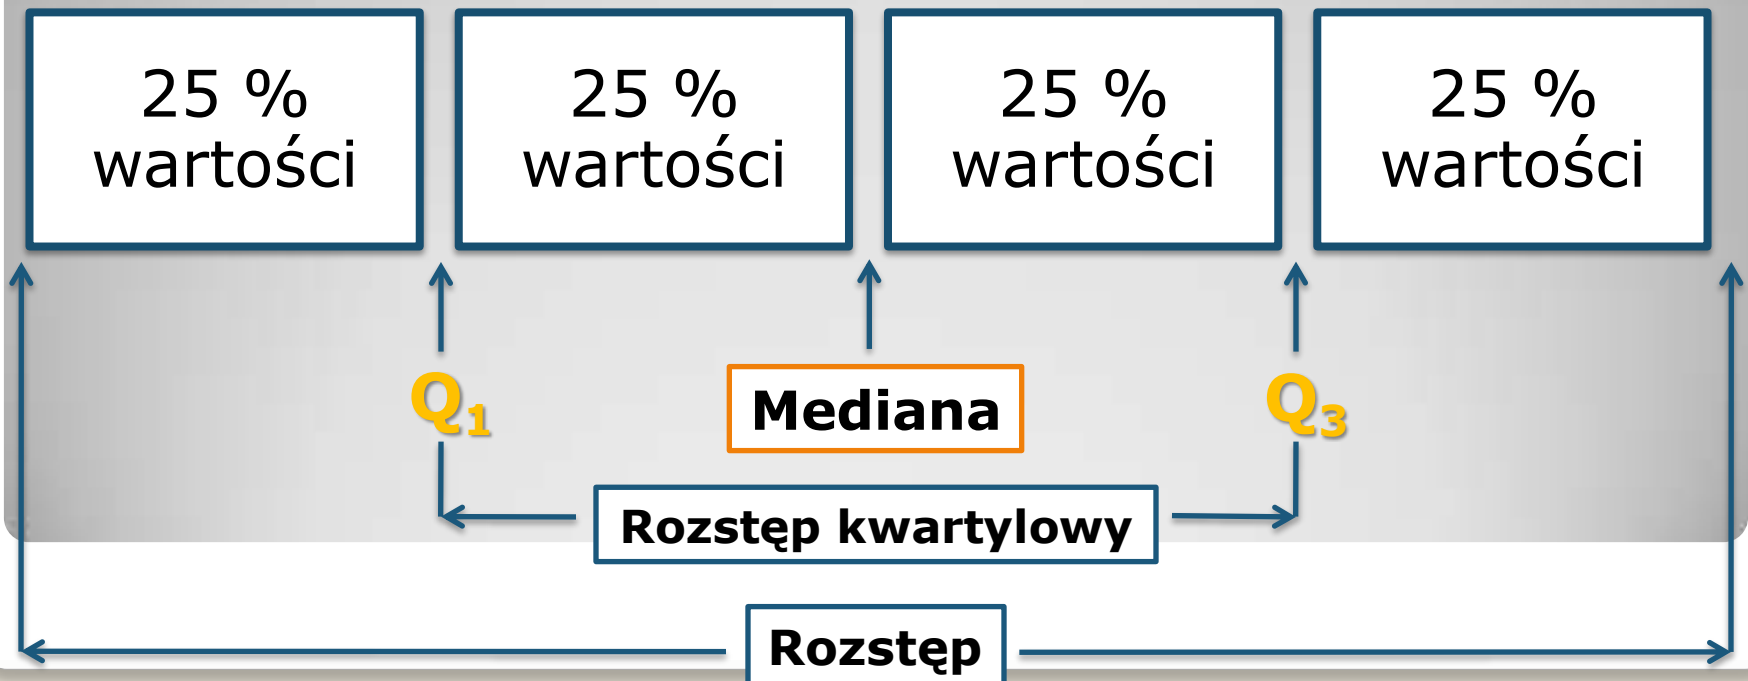 25 %
wartości
25 %
wartości
25 %
wartości
25 %
wartości
Q1
Mediana
Q3
Rozstęp kwartylowy
Rozstęp